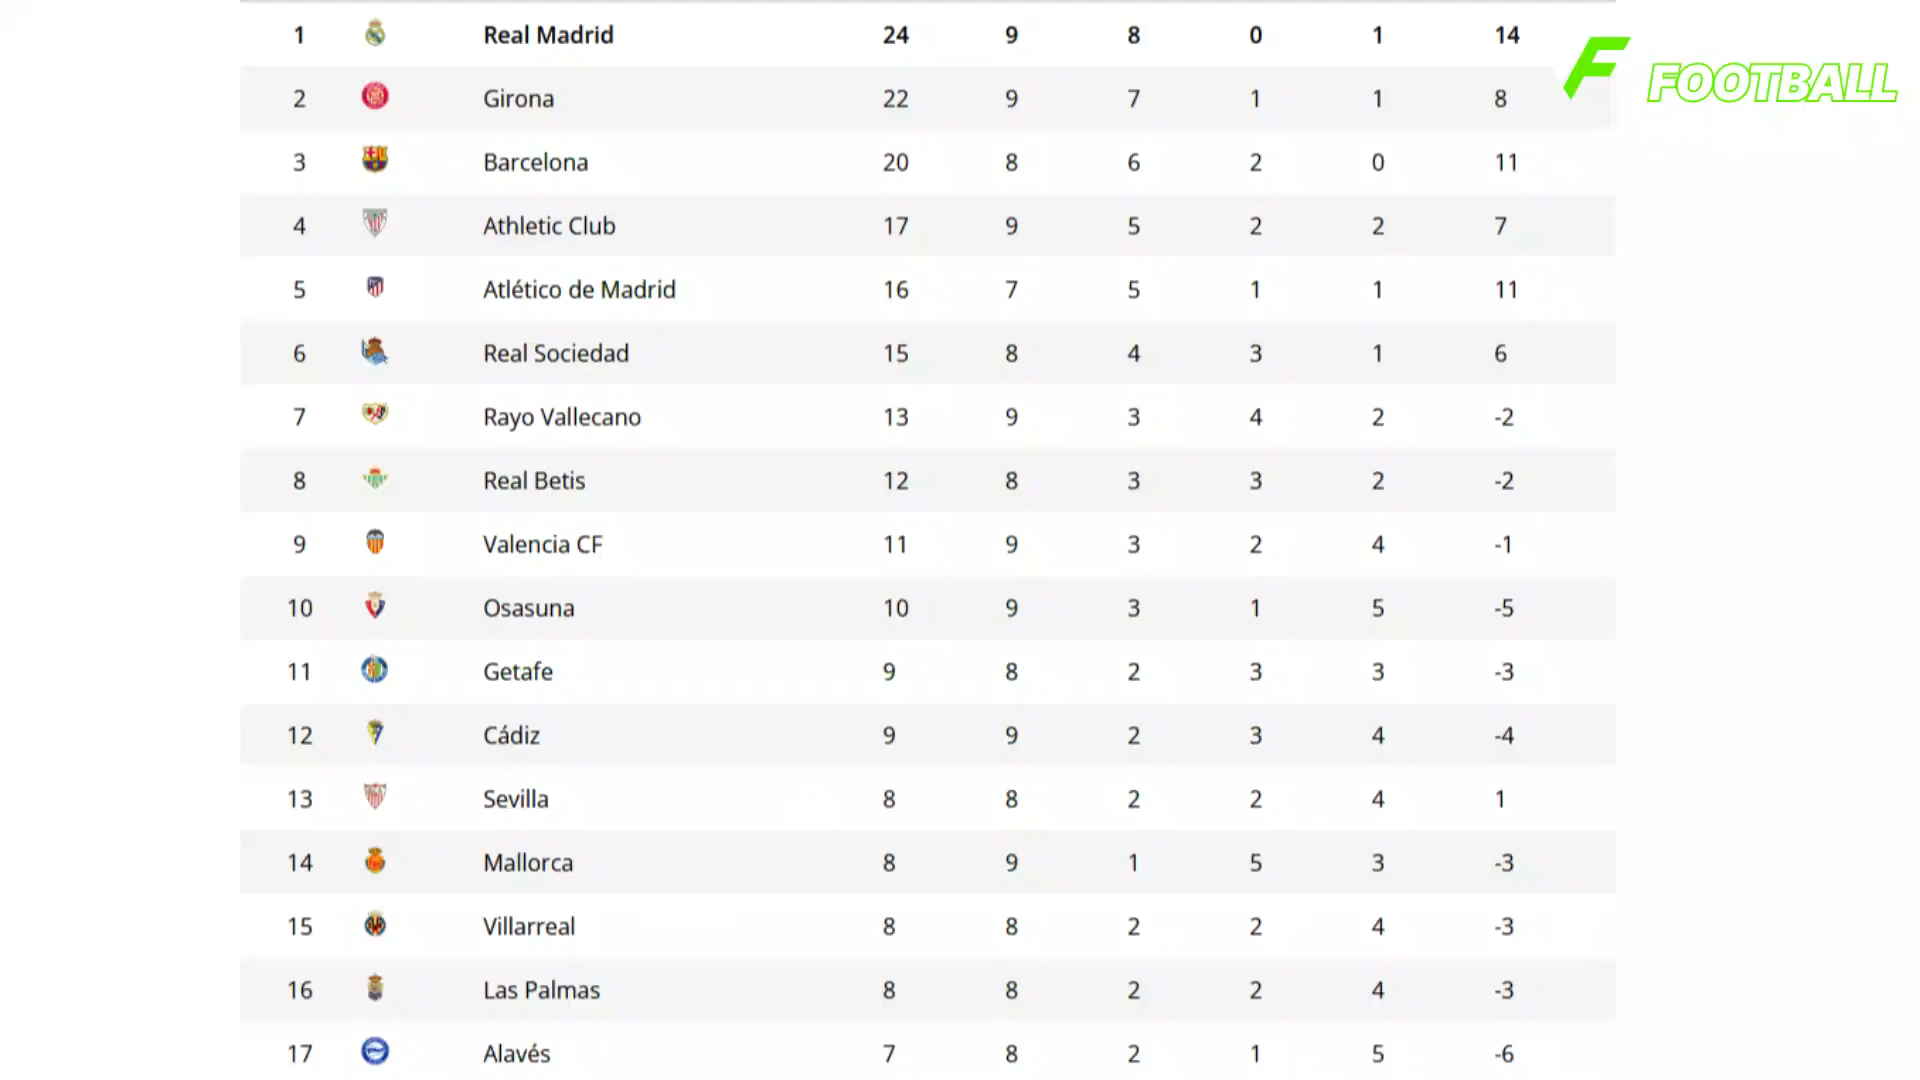 1 Real Madrid 24 9 8 0 1 14
F FOOTBALL
2 Girona 22 9 7 1 1 8
3 Barcelona 20 8 6 2 0 11
4 Athletic Club 17 9 5 2 2 7
5 Atlético de Madrid 16 7 5 1 1 11
6 Real Sociedad 15 8 4 3 1 6
7 Rayo Vallecano 13 9 3 4 2 -2
8 Real Betis 12 8 3 3 2 -2
9 Valencia CF 11 9 3 2 4 -1
10 Osasuna 10 9 3 1 5 -5
11 Getafe 9 8 2 3 3 -3
12 Cádiz 9 9 2 3 4 -4
13 Sevilla 8 8 2 2 4 1
14 Mallorca 8 9 1 5 3 -3
15 Villarreal 8 8 2 2 4 -3
16 Las Palmas 8 8 2 2 4 -3
17 Alavés 7 8 2 1 5 -6